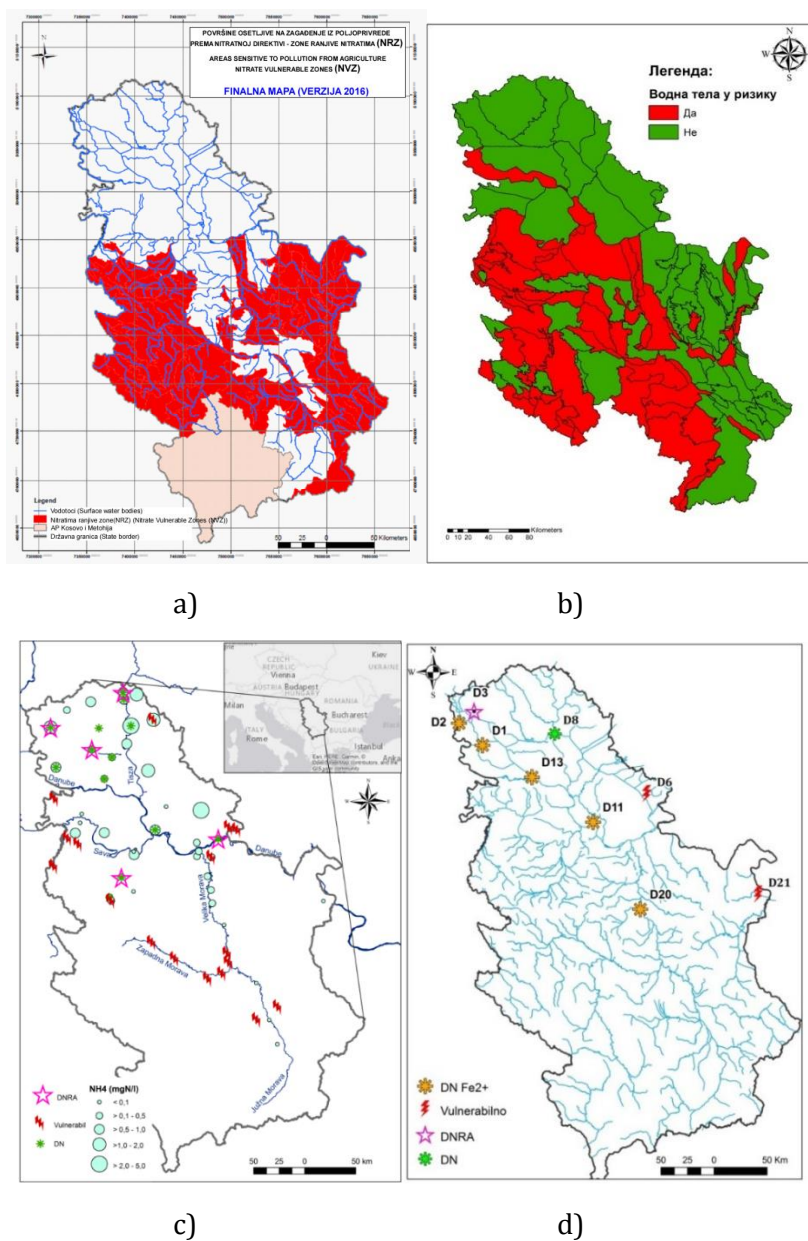 POVRŠINE OSETLJIVE NA ZAGAĐENJE IZ POLJOPRIVREDE
PREMA NITRATNOJ DIREKTIVI - ZONE RANJIVE NITRATIMA (NRZ)
AREAS SENSITIVE TO POLLUTION FROM AGRICULTURE
NITRATE VULNERABLE ZONES (NVZ)
FINALNA MAPA (VERZIJA 2016)
Legend
Vodotoci (Surface water bodies)
Nitratima ranjive zone(NRZ) (Nitrate Vulnerable Zones (NVZ))
AP Kosovo i Metohija
Državna granica (State border)
50 25 0 50
Kilometers
a)
N
W E
S
Легенда:
Водна тела у ризику
Да
Не
Kilometers
0 10 20 40 60 80
b)
CZECH
REPUBLIC
Vienna
Kiev
UKRAINE
AUSTRIA Budapest
HUNGARY
Milan
ROMANIA
Bucharest
ITALY
Rome
BULGARIA
Istanbul
Ankara
GREECE
N
W E
S
Tisza
Danube
Sava
Danube
Velika Morava
Zapadna Morava
Južna Morava
DNRA
Vulnerabil
DN
NH4 (mgN/l)
< 0,1
> 0,1 - 0,5
> 0,5 - 1,0
>1,0 - 2,0
> 2,0 - 5,0
50 25 0 50 Km
c)
N
W E
S
D3
D2
D1
D8
D13
D6
D11
D21
D20
DN Fe2+
Vulnerabilno
DNRA
DN
50 25 0 50 Km
d)